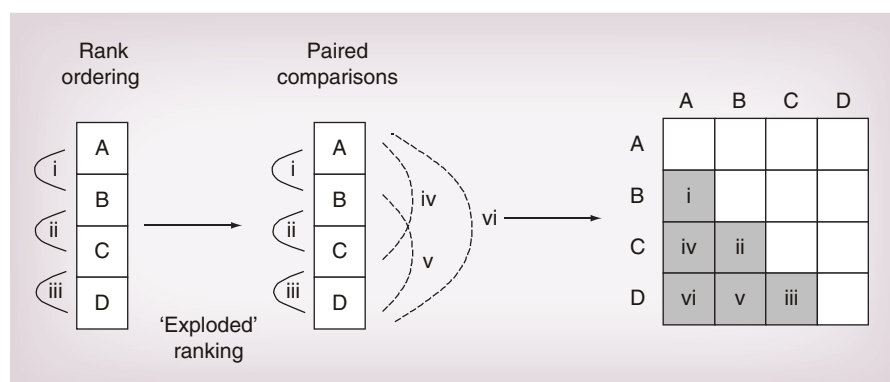 Rank
ordering
A
B
C
D
i
ii
iii
'Exploded'
ranking
Paired
comparisons
A
B
C
D
i
ii
iii
iv
v
vi
A B C D
A
B i
C iv ii
D vi v iii